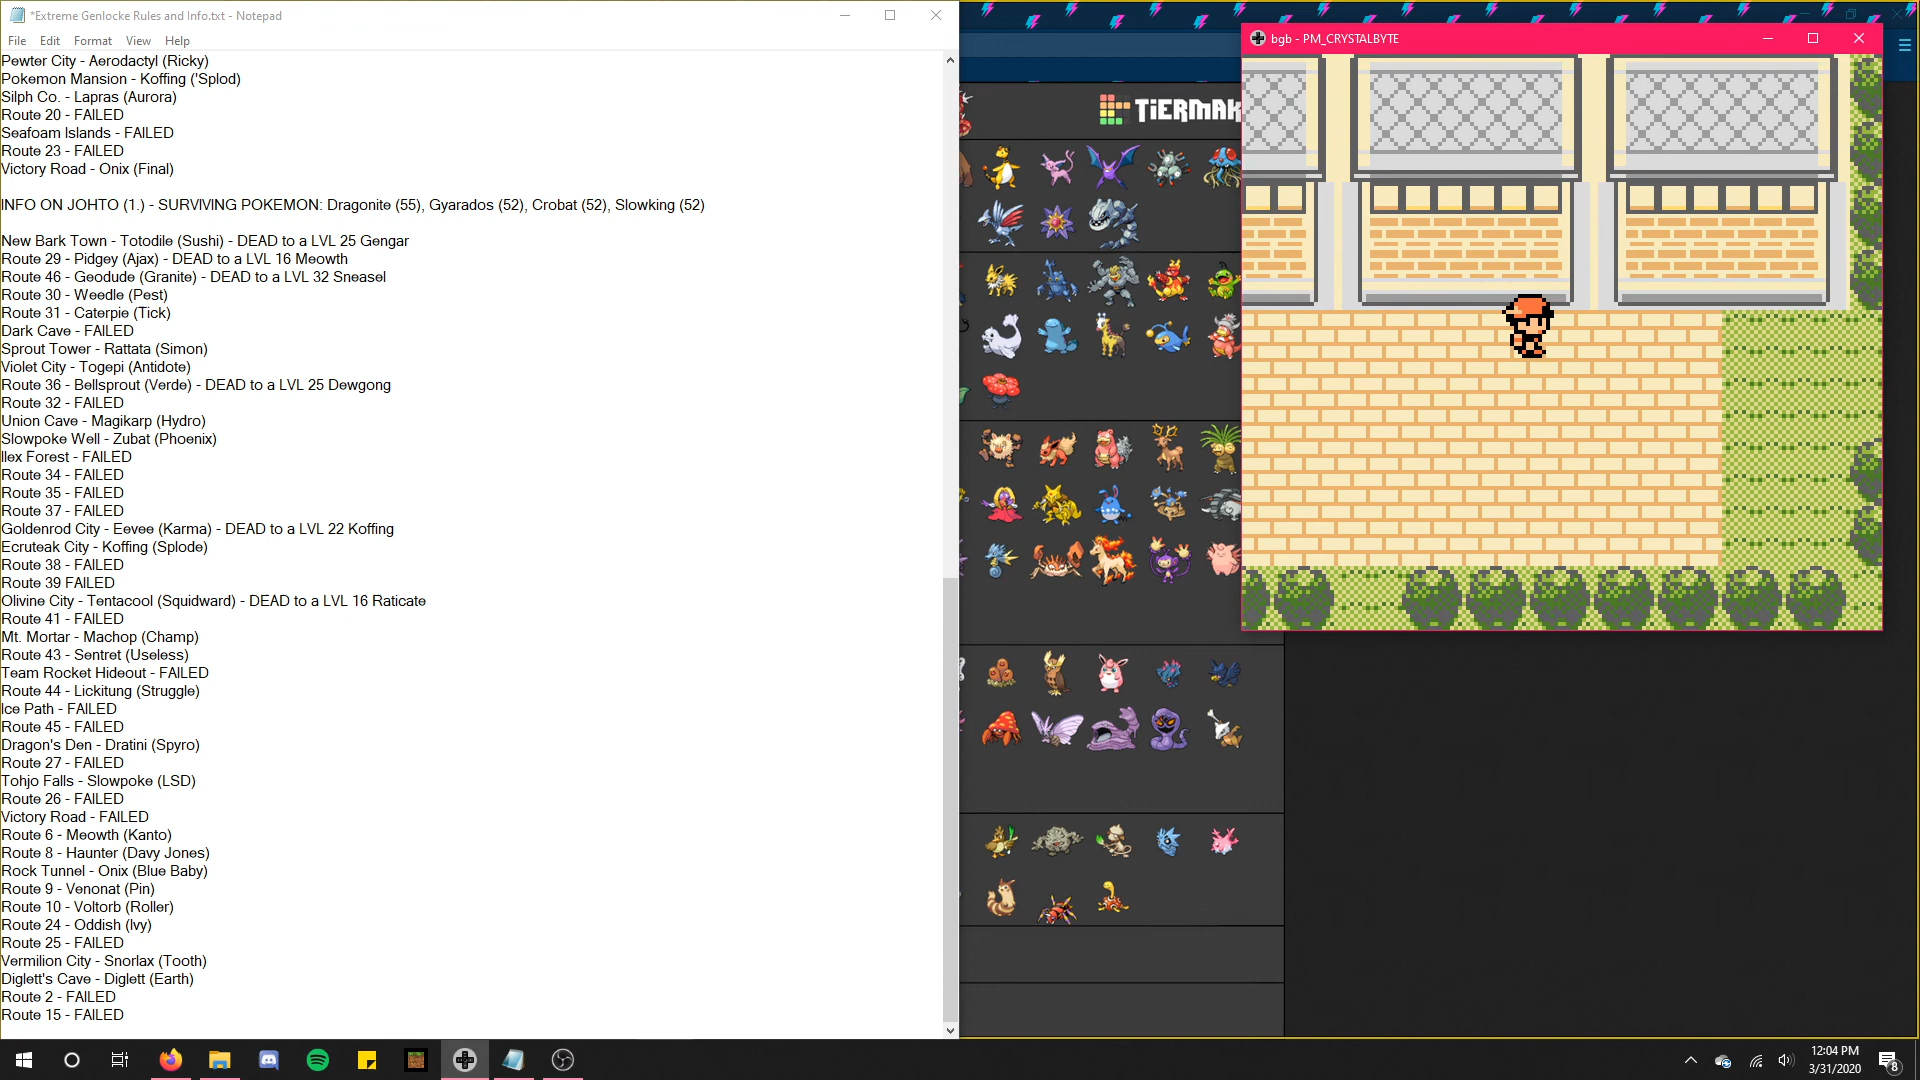 *Extreme Genlocke Rules and Info.txt - Notepad
File Edit Format View Help
Pewter City - Aerodactyl (Ricky)
Pokemon Mansion - Koffing ('Splod)
Silph Co. - Lapras (Aurora)
Route 20 - FAILED
Seafoam Islands - FAILED
Route 23 - FAILED
Victory Road - Onix (Final)
INFO ON JOHTO (1.) - SURVIVING POKEMON: Dragonite (55), Gyarados (52), Crobat (52), Slowking (52)
New Bark Town - Totodile (Sushi) - DEAD to a LVL 25 Gengar
Route 29 - Pidgey (Ajax) - DEAD to a LVL 16 Meowth
Route 46 - Geodude (Granite) - DEAD to a LVL 32 Sneasel
Route 30 - Weedle (Pest)
Route 31 - Caterpie (Tick)
Dark Cave - FAILED
Sprout Tower - Rattata (Simon)
Violet City - Togepi (Antidote)
Route 36 - Bellsprout (Verde) - DEAD to a LVL 25 Dewgong
Route 32 - FAILED
Union Cave - Magikarp (Hydro)
Slowpoke Well - Zubat (Phoenix)
Ilex Forest - FAILED
Route 34 - FAILED
Route 35 - FAILED
Route 37 - FAILED
Goldenrod City - Eevee (Karma) - DEAD to a LVL 22 Koffing
Ecruteak City - Koffing (Splode)
Route 38 - FAILED
Route 39 FAILED
Olivine City - Tentacool (Squidward) - DEAD to a LVL 16 Raticate
Route 41 - FAILED
Mt. Mortar - Machop (Champ)
Route 43 - Sentret (Useless)
Team Rocket Hideout - FAILED
Route 44 - Lickitung (Struggle)
Ice Path - FAILED
Route 45 - FAILED
Dragon's Den - Dratini (Spyro)
Route 27 - FAILED
Tohjo Falls - Slowpoke (LSD)
Route 26 - FAILED
Victory Road - FAILED
Route 6 - Meowth (Kanto)
Route 8 - Haunter (Davy Jones)
Rock Tunnel - Onix (Blue Baby)
Route 9 - Venonat (Pin)
Route 10 - Voltorb (Roller)
Route 24 - Oddish (Ivy)
Route 25 - FAILED
Vermilion City - Snorlax (Tooth)
Diglett's Cave - Diglett (Earth)
Route 2 - FAILED
Route 15 - FAILED
bgb - PM_CRYSTALBYTE
TiERMAK
12:04 PM
3/31/2020
8